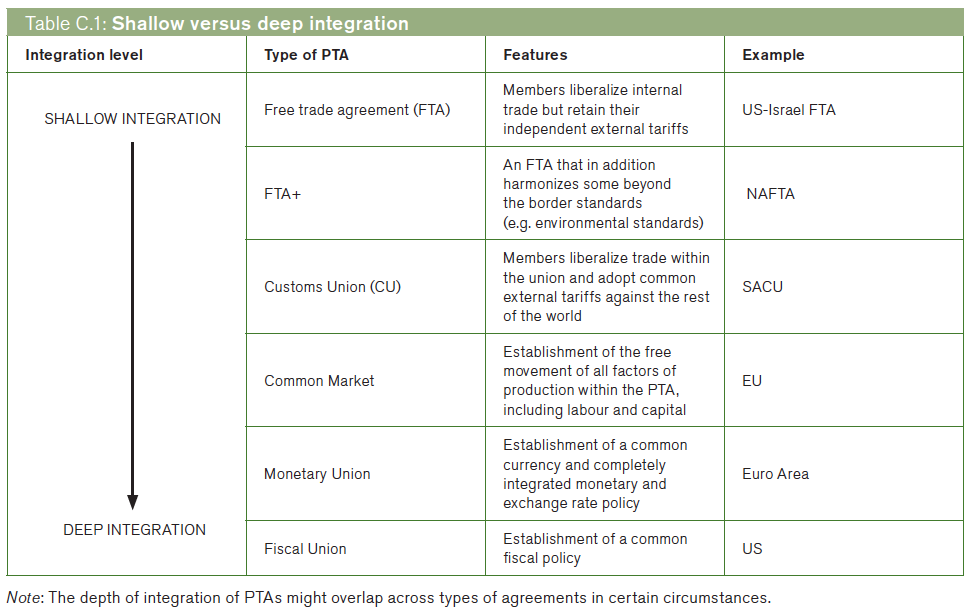 Table C.1: Shallow versus deep integration
Integration level
Type of PTA
Features
Example
SHALLOW INTEGRATION
Free trade agreement (FTA)
Members liberalize internal
trade but retain their
independent external tariffs
US-Israel FTA
FTA+
An FTA that in addition
harmonizes some beyond
the border standards
(e.g. environmental standards)
NAFTA
Customs Union (CU)
Members liberalize trade within
the union and adopt common
external tariffs against the rest
of the world
SACU
Common Market
Establishment of the free
movement of all factors of
production within the PTA,
including labour and capital
EU
Monetary Union
Establishment of a common
currency and completely
integrated monetary and
exchange rate policy
Euro Area
DEEP INTEGRATION
Fiscal Union
Establishment of a common
fiscal policy
US
Note: The depth of integration of PTAs might overlap across types of agreements in certain circumstances.